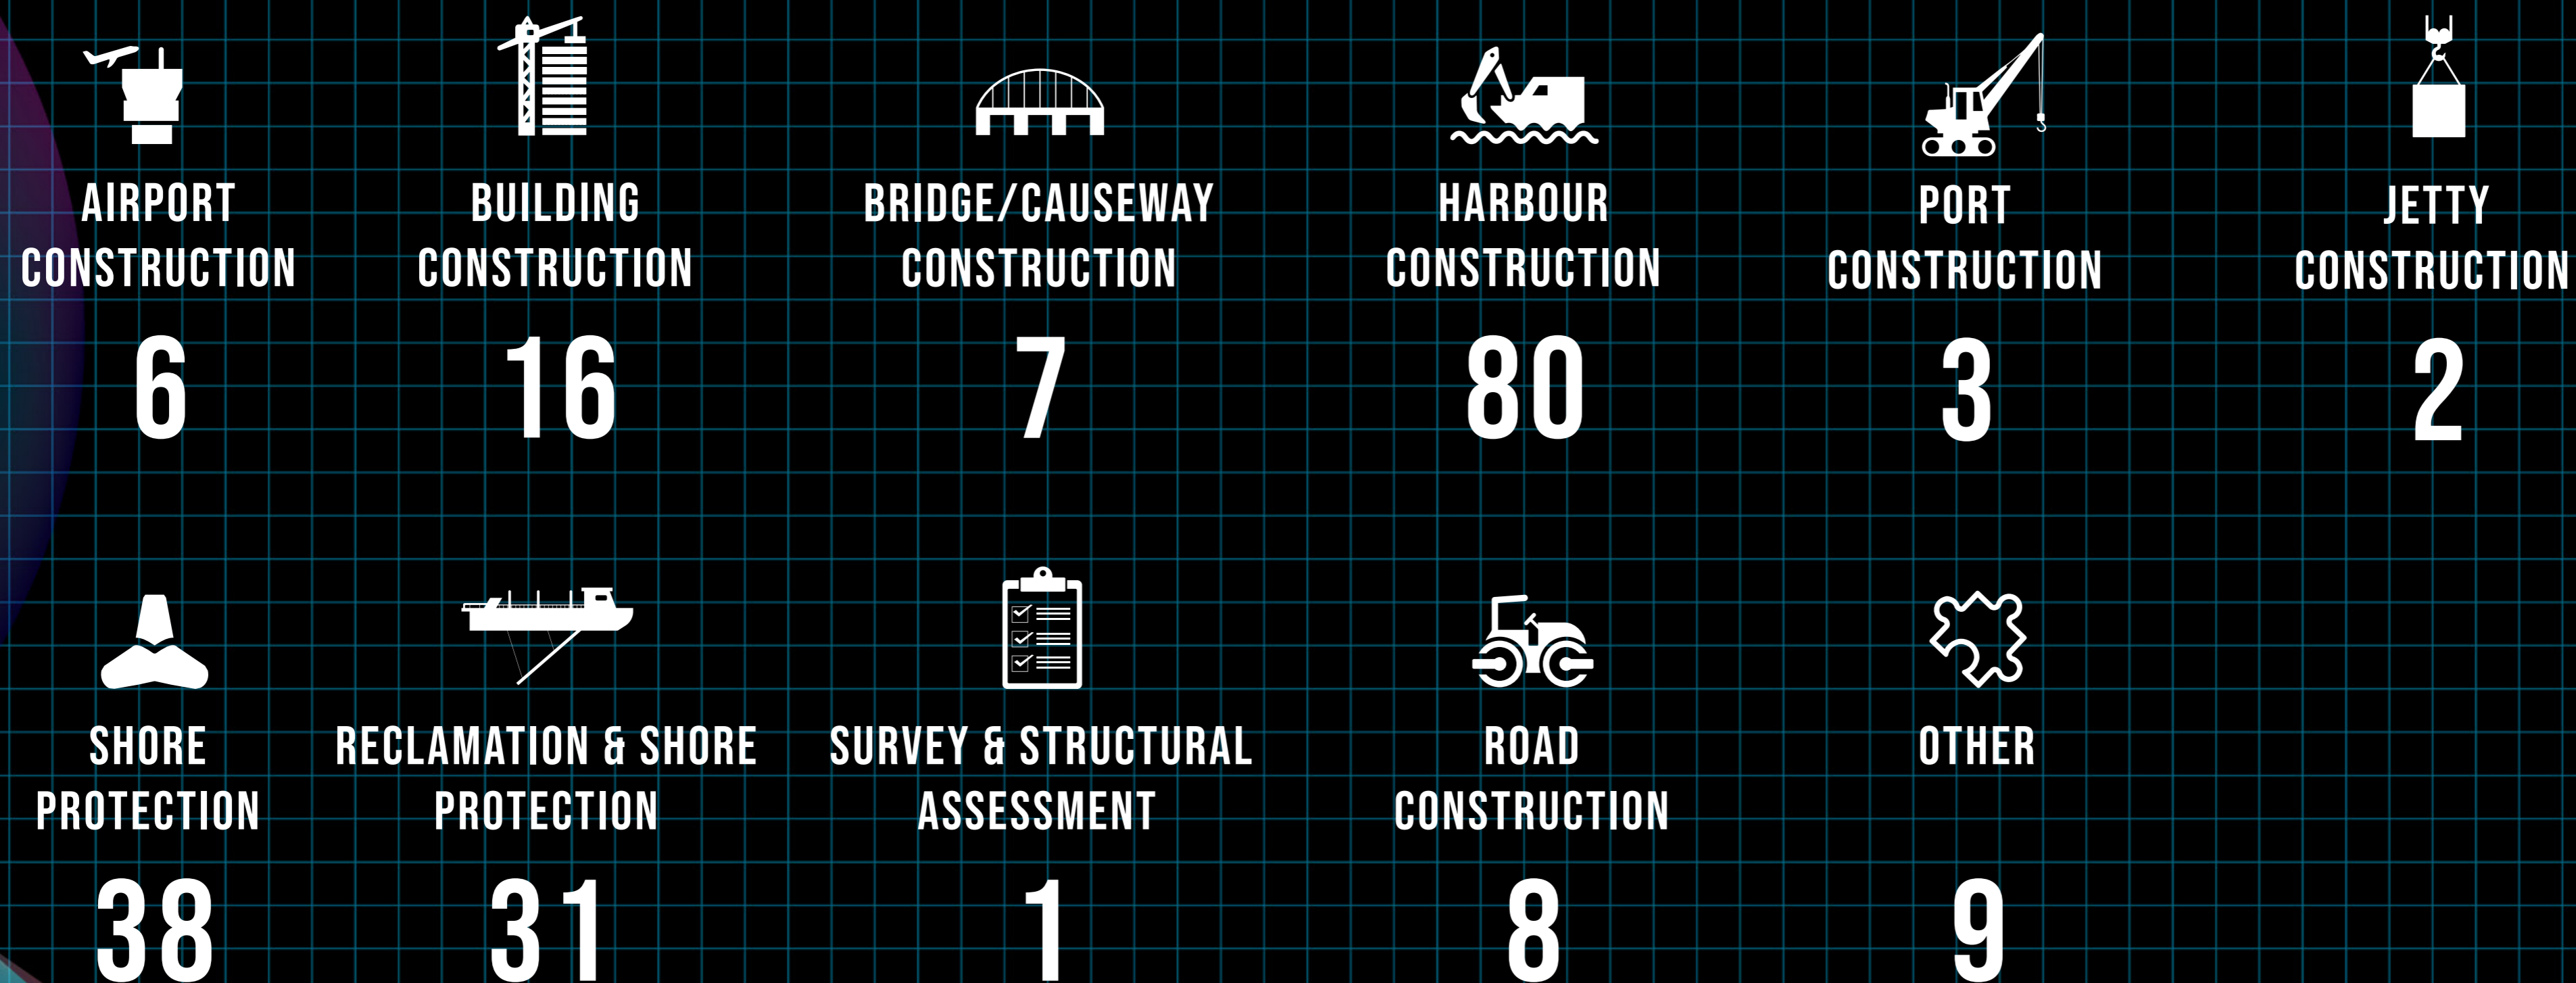 AIRPORT
CONSTRUCTION
6
BUILDING
CONSTRUCTION
16
BRIDGE/CAUSEWAY
CONSTRUCTION
7
HARBOUR
CONSTRUCTION
80
PORT
CONSTRUCTION
3
JETTY
CONSTRUCTION
2
SHORE
PROTECTION
38
RECLAMATION & SHORE
PROTECTION
31
SURVEY & STRUCTURAL
ASSESSMENT
1
ROAD
CONSTRUCTION
8
OTHER
9